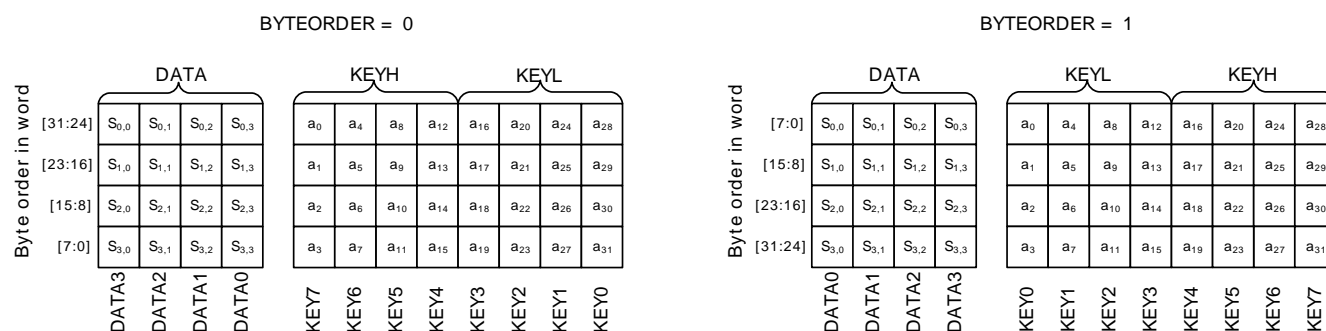 BYTEORDER = 0
BYTEORDER = 1
DATA KEYH KEYL
DATA KEYL KEYH
Byte order in word
[31:24] S0,0 S0,1 S0,2 S0,3 a0 a4 a8 a12 a16 a20 a24 a28
[23:16] S1,0 S1,1 S1,2 S1,3 a1 a5 a9 a13 a17 a21 a25 a29
[15:8] S2,0 S2,1 S2,2 S2,3 a2 a6 a10 a14 a18 a22 a26 a30
[7:0] S3,0 S3,1 S3,2 S3,3 a3 a7 a11 a15 a19 a23 a27 a31
DATA3 DATA2 DATA1 DATA0 KEY7 KEY6 KEY5 KEY4 KEY3 KEY2 KEY1 KEY0
Byte order in word
[7:0] S0,0 S0,1 S0,2 S0,3 a0 a4 a8 a12 a16 a20 a24 a28
[15:8] S1,0 S1,1 S1,2 S1,3 a1 a5 a9 a13 a17 a21 a25 a29
[23:16] S2,0 S2,1 S2,2 S2,3 a2 a6 a10 a14 a18 a22 a26 a30
[31:24] S3,0 S3,1 S3,2 S3,3 a3 a7 a11 a15 a19 a23 a27 a31
DATA0 DATA1 DATA2 DATA3 KEY0 KEY1 KEY2 KEY3 KEY4 KEY5 KEY6 KEY7